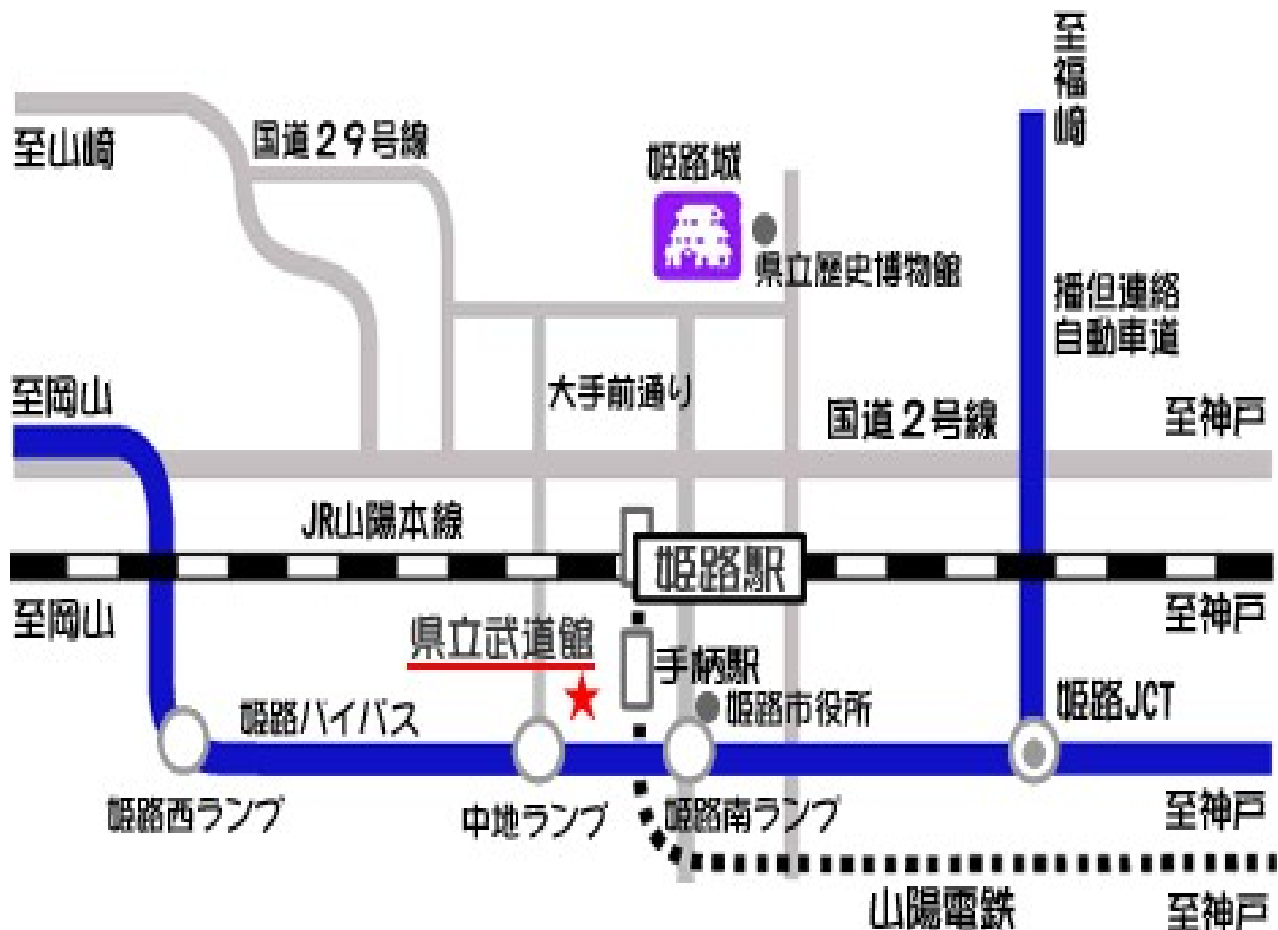 至福崎
至山崎
国道29号線
姫路城
県立歴史博物館
播但連絡
自動車道
至岡山
大手前通り
国道2号線
至神戸
JR山陽本線
姫路駅
至岡山
至神戸
県立武道館
手柄駅
姫路市役所
姫路JCT
姫路バイパス
姫路西ランプ
中地ランプ
姫路南ランプ
至神戸
山陽電鉄
至神戸